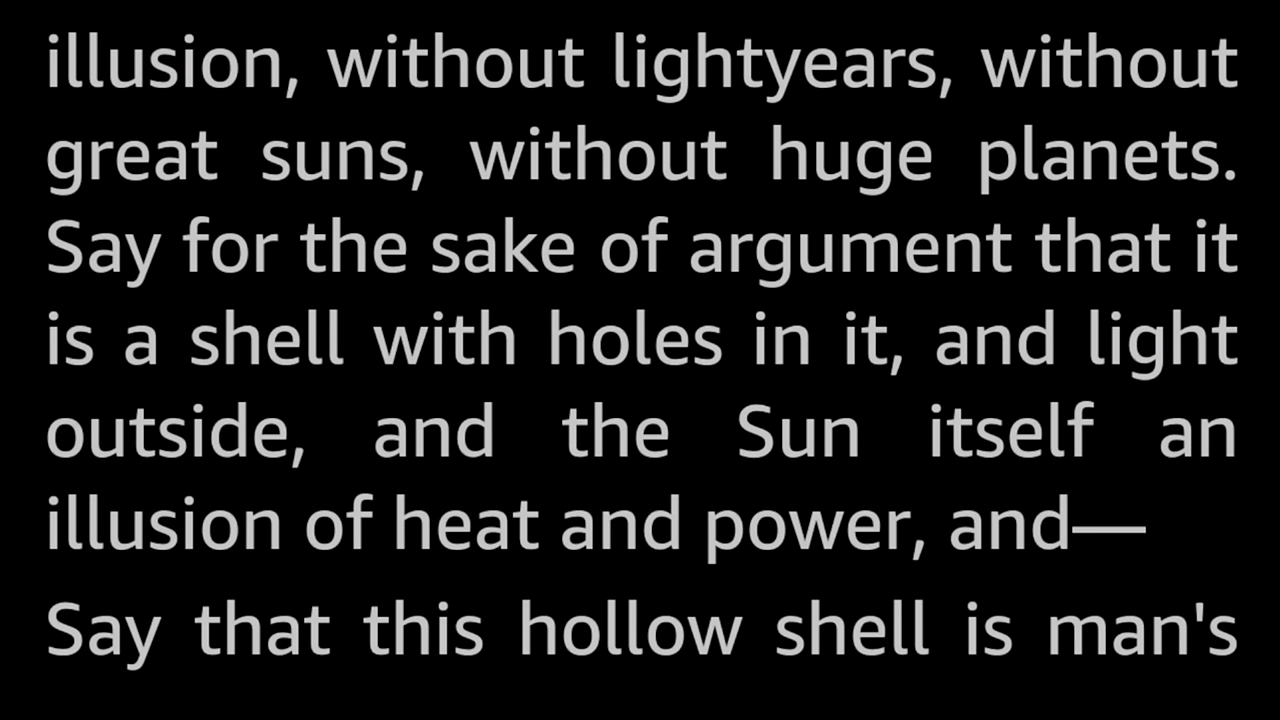 illusion, without lightyears, without
great suns, without huge planets.
Say for the sake of argument that it
is a shell with holes in it, and light
outside, and the Sun itself an
illusion of heat and power, and—
Say that this hollow shell is man's